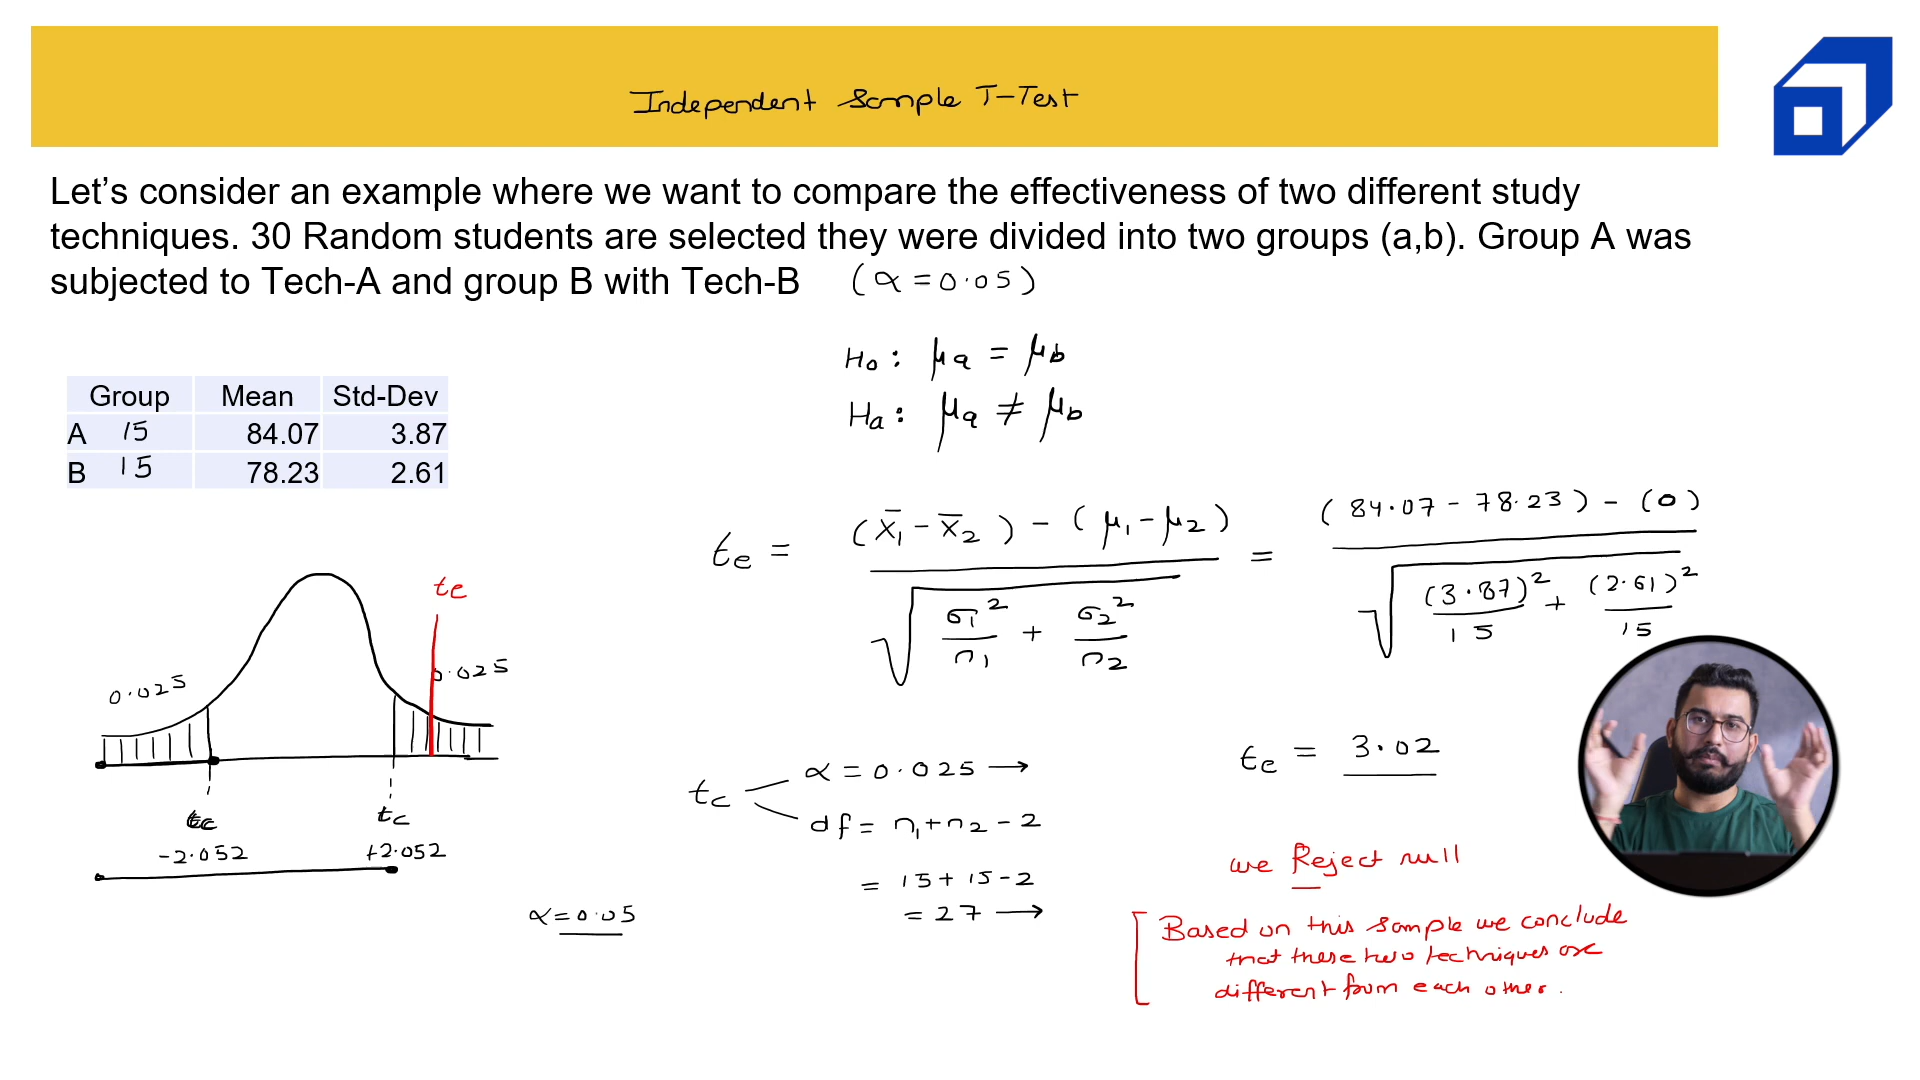 Independent Sample T-Test
Let’s consider an example where we want to compare the effectiveness of two different study
techniques. 30 Random students are selected they were divided into two groups (a,b). Group A was
subjected to Tech-A and group B with Tech-B (α = 0.05)
H₀ : μa = μb
Ha : μa ≠ μb
Group Mean Std-Dev
A 15 84.07 3.87
B 15 78.23 2.61
te = (x̄₁ - x̄₂) - (μ₁ - μ₂) / √(σ₁²/n₁ + σ₂²/n₂) = (84.07 - 78.23) - (0) / √((3.87)²/15 + (2.61)²/15)
te
0.025
0.025
tc tc
-2.052 +2.052
α = 0.05
tc
α = 0.025 →
df = n₁ + n₂ - 2
= 15 + 15 - 2
= 27 →
te = 3.02
we Reject null
Based on this sample we conclude
that these two techniques are
different from each other.